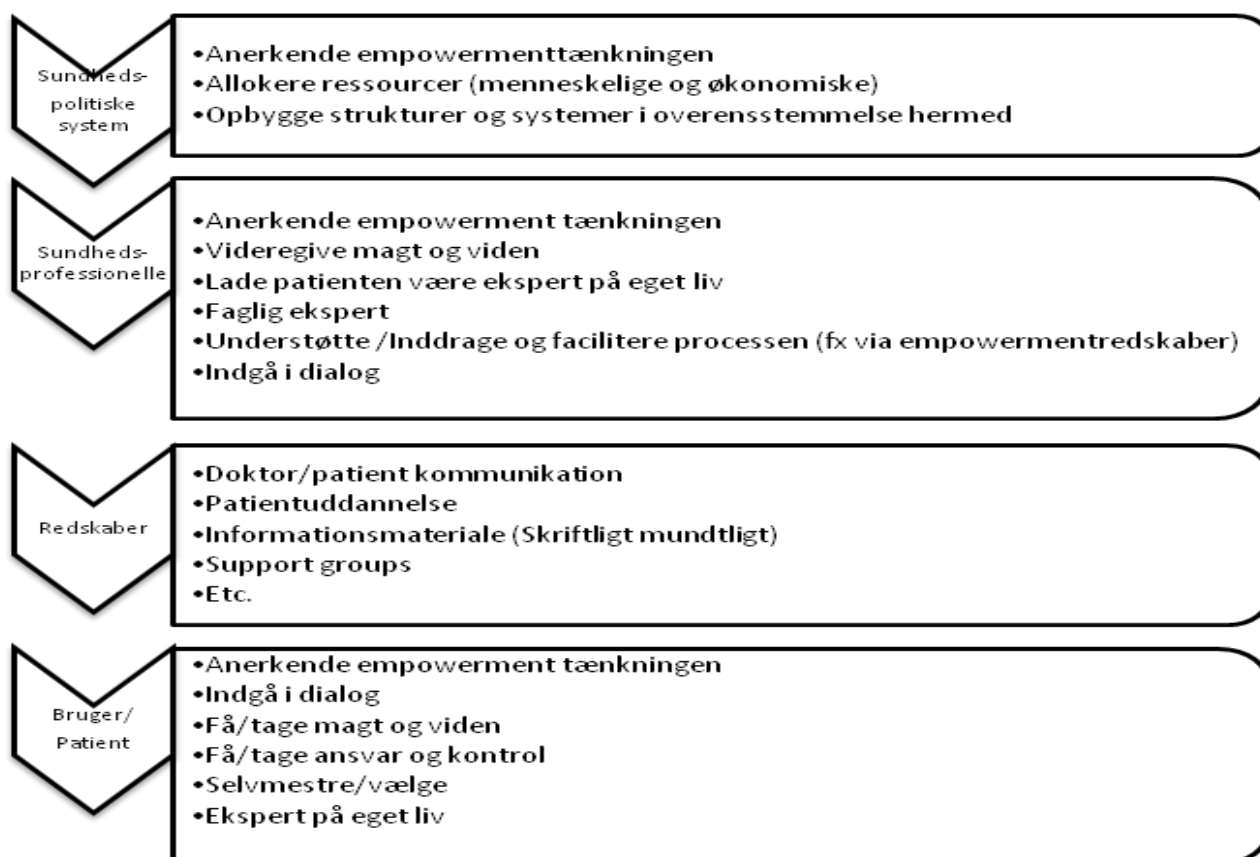 Sundheds-
politiske
system
•Anerkende empowermenttænkningen
•Allokere ressourcer (menneskelige og økonomiske)
•Opbygge strukturer og systemer i overensstemmelse hermed
Sundheds-
professionelle
•Anerkende empowerment tænkningen
•Videregive magt og viden
•Lade patienten være ekspert på eget liv
•Faglig ekspert
•Understøtte /Inddrage og facilitere processen (fx via empowermentredskaber)
•Indgå i dialog
Redskaber
•Doktor/patient kommunikation
•Patientuddannelse
•Informationsmateriale (Skriftligt mundtligt)
•Support groups
•Etc.
Bruger/
Patient
•Anerkende empowerment tænkningen
•Indgå i dialog
•Få/tage magt og viden
•Få/tage ansvar og kontrol
•Selvmestre/vælge
•Ekspert på eget liv